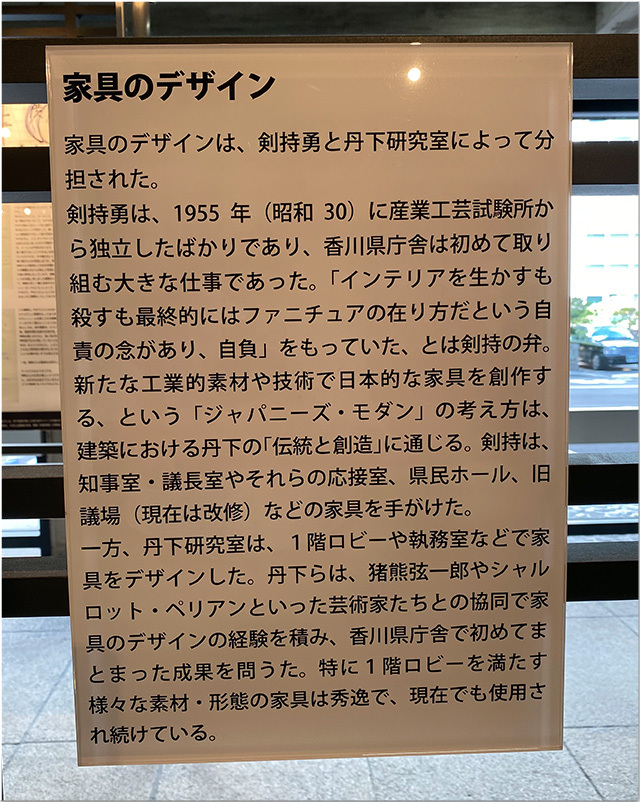 家具のデザイン
家具のデザインは、剣持勇と丹下研究室によって分
担された。
剣持勇は、1955 年（昭和 30）に産業工芸試験所か
ら独立したばかりであり、香川県庁舎は初めて取り
組む大きな仕事であった。「インテリアを生かすも
殺すも最終的にはファニチュアの在り方だという自
責の念があり、自負」をもっていた、とは剣持の弁。
新たな工業的素材や技術で日本的な家具を創作す
る、という「ジャパニーズ・モダン」の考え方は、
建築における丹下の「伝統と創造」に通じる。剣持は、
知事室・議長室やそれらの応接室、県民ホール、旧
議場（現在は改修）などの家具を手がけた。
一方、丹下研究室は、１階ロビーや執務室などで家
具をデザインした。丹下らは、猪熊弦一郎やシャル
ロット・ペリアンといった芸術家たちとの協同で家
具のデザインの経験を積み、香川県庁舎で初めてま
とまった成果を問うた。特に１階ロビーを満たす
様々な素材・形態の家具は秀逸で、現在でも使用さ
れ続けている。